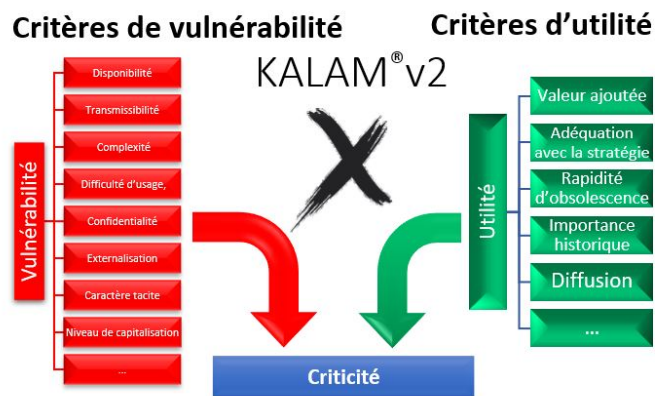 Critères de vulnérabilité
Critères d'utilité
KALAM®v2
Vulnérabilité
Disponibilité
Transmissibilité
Complexité
Difficulté d'usage,
Confidentialité
Externalisation
Caractère tacite
Niveau de capitalisation
...
Utilité
Valeur ajoutée
Adéquation
avec la stratégie
Rapidité
d'obsolescence
Importance
historique
Diffusion
...
Criticité